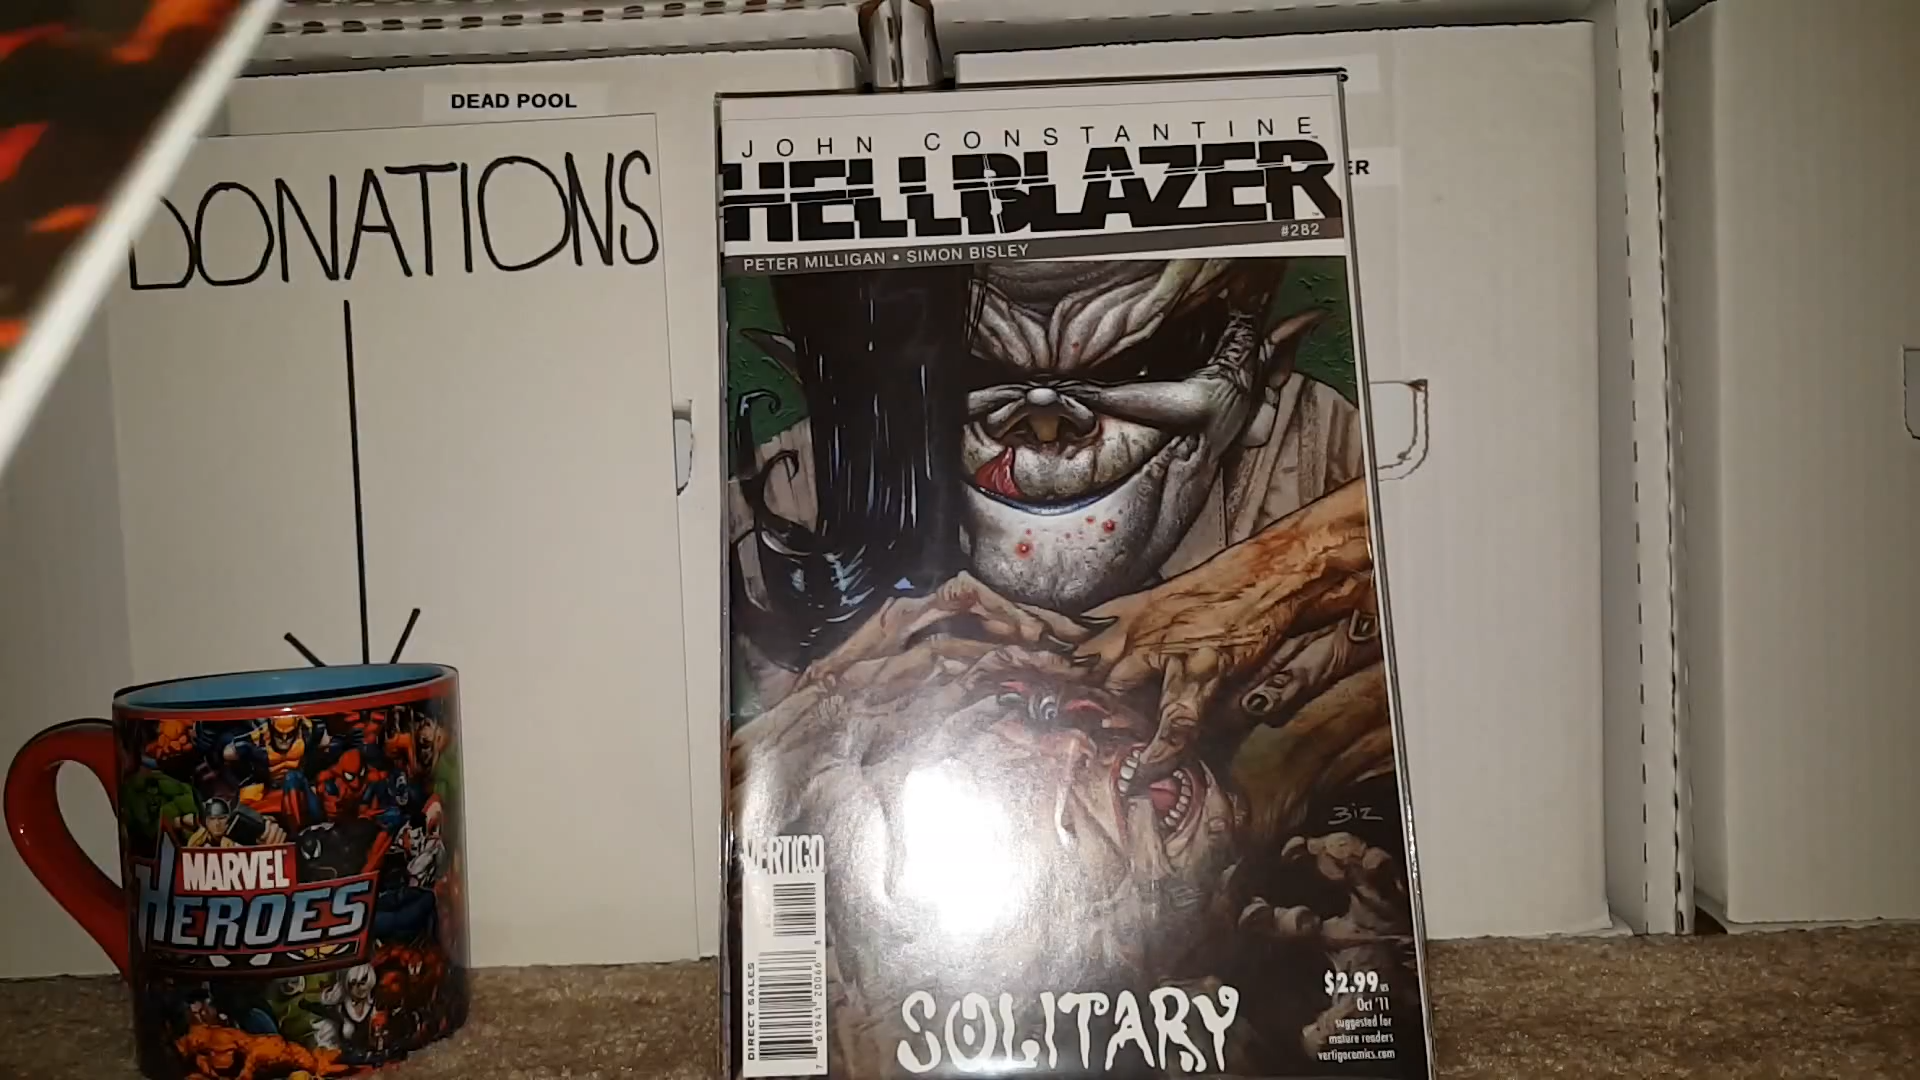 DEAD POOL
DONATIONS
JOHN CONSTANTINE
HELLBLAZER
#282
PETER MILLIGAN • SIMON BISLEY
BiZ
VERTIGO
DIRECT SALES
MARVEL
HEROES
SOLITARY
$2.99 US
Oct '11
suggested for
mature readers
vertigocomics.com